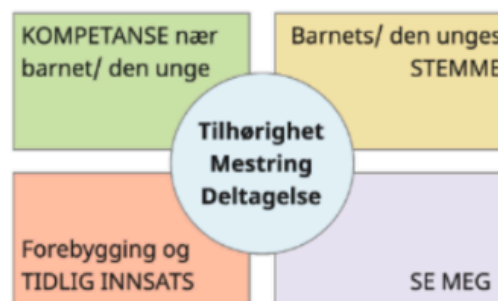 KOMPETANSE nær
barnet/ den unge
Barnets/ den unges
STEMME
Tilhørighet
Mestring
Deltagelse
Forebygging og
TIDLIG INNSATS
SE MEG